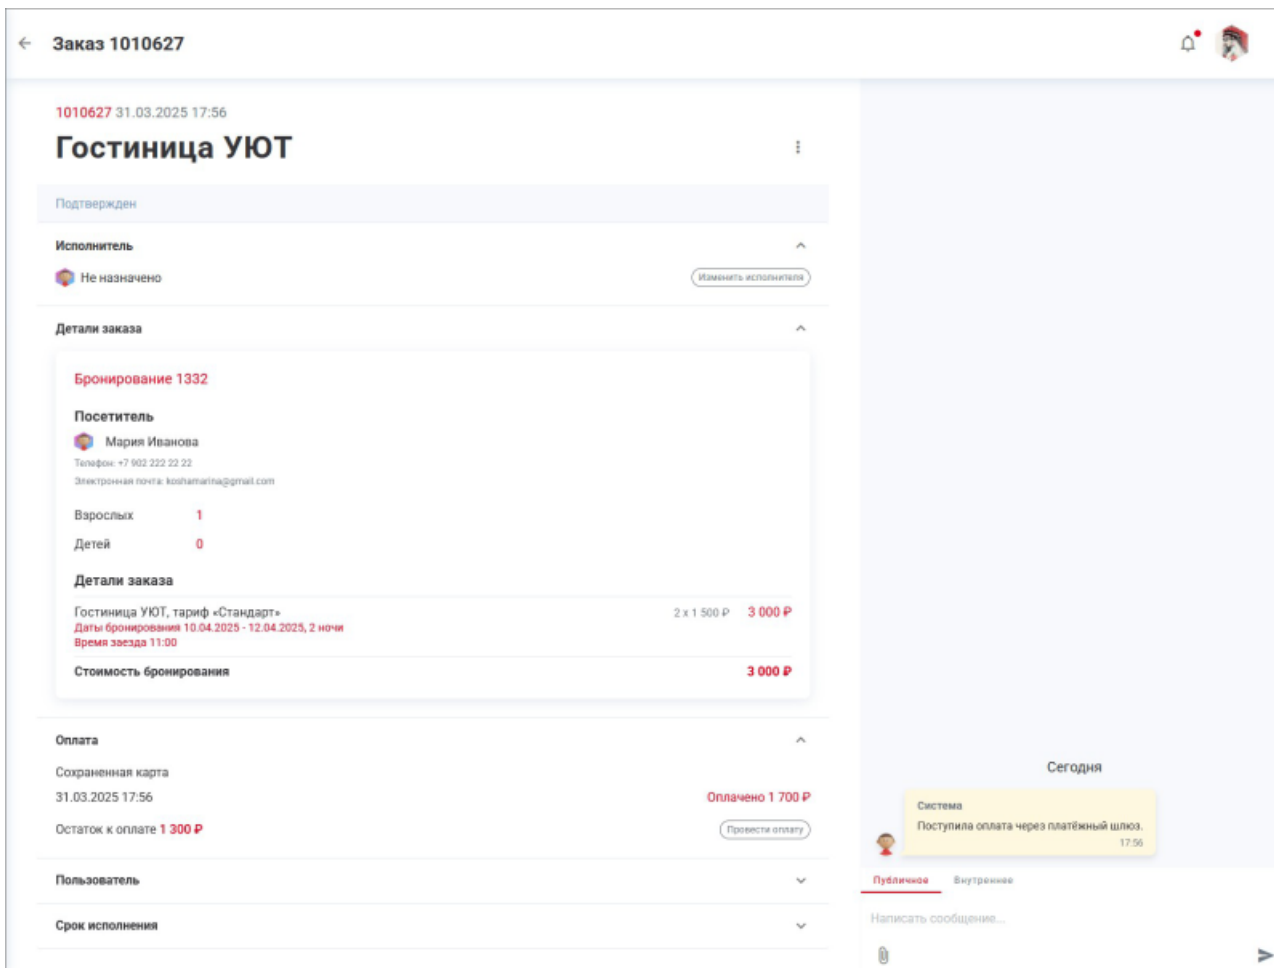 Заказ 1010627
1010627 31.03.2025 17:56
Гостиница УЮТ
Подтвержден
Исполнитель
Не назначено
Изменить исполнителя
Детали заказа
Бронирование 1332
Посетитель
Мария Иванова
Телефон: +7 902 222 22 22
Электронная почта: koshamarina@gmail.com
Взрослых 1
Детей 0
Детали заказа
Гостиница УЮТ, тариф «Стандарт» 2 x 1 500 ₽ 3 000 ₽
Даты бронирования 10.04.2025 - 12.04.2025, 2 ночи
Время заезда 11:00
Стоимость бронирования 3 000 ₽
Оплата
Сохраненная карта
31.03.2025 17:56 Оплачено 1 700 ₽
Остаток к оплате 1 300 ₽ Провести оплату
Пользователь
Срок исполнения
Сегодня
Система
Поступила оплата через платёжный шлюз.
17:56
Публичное Внутреннее
Написать сообщение...